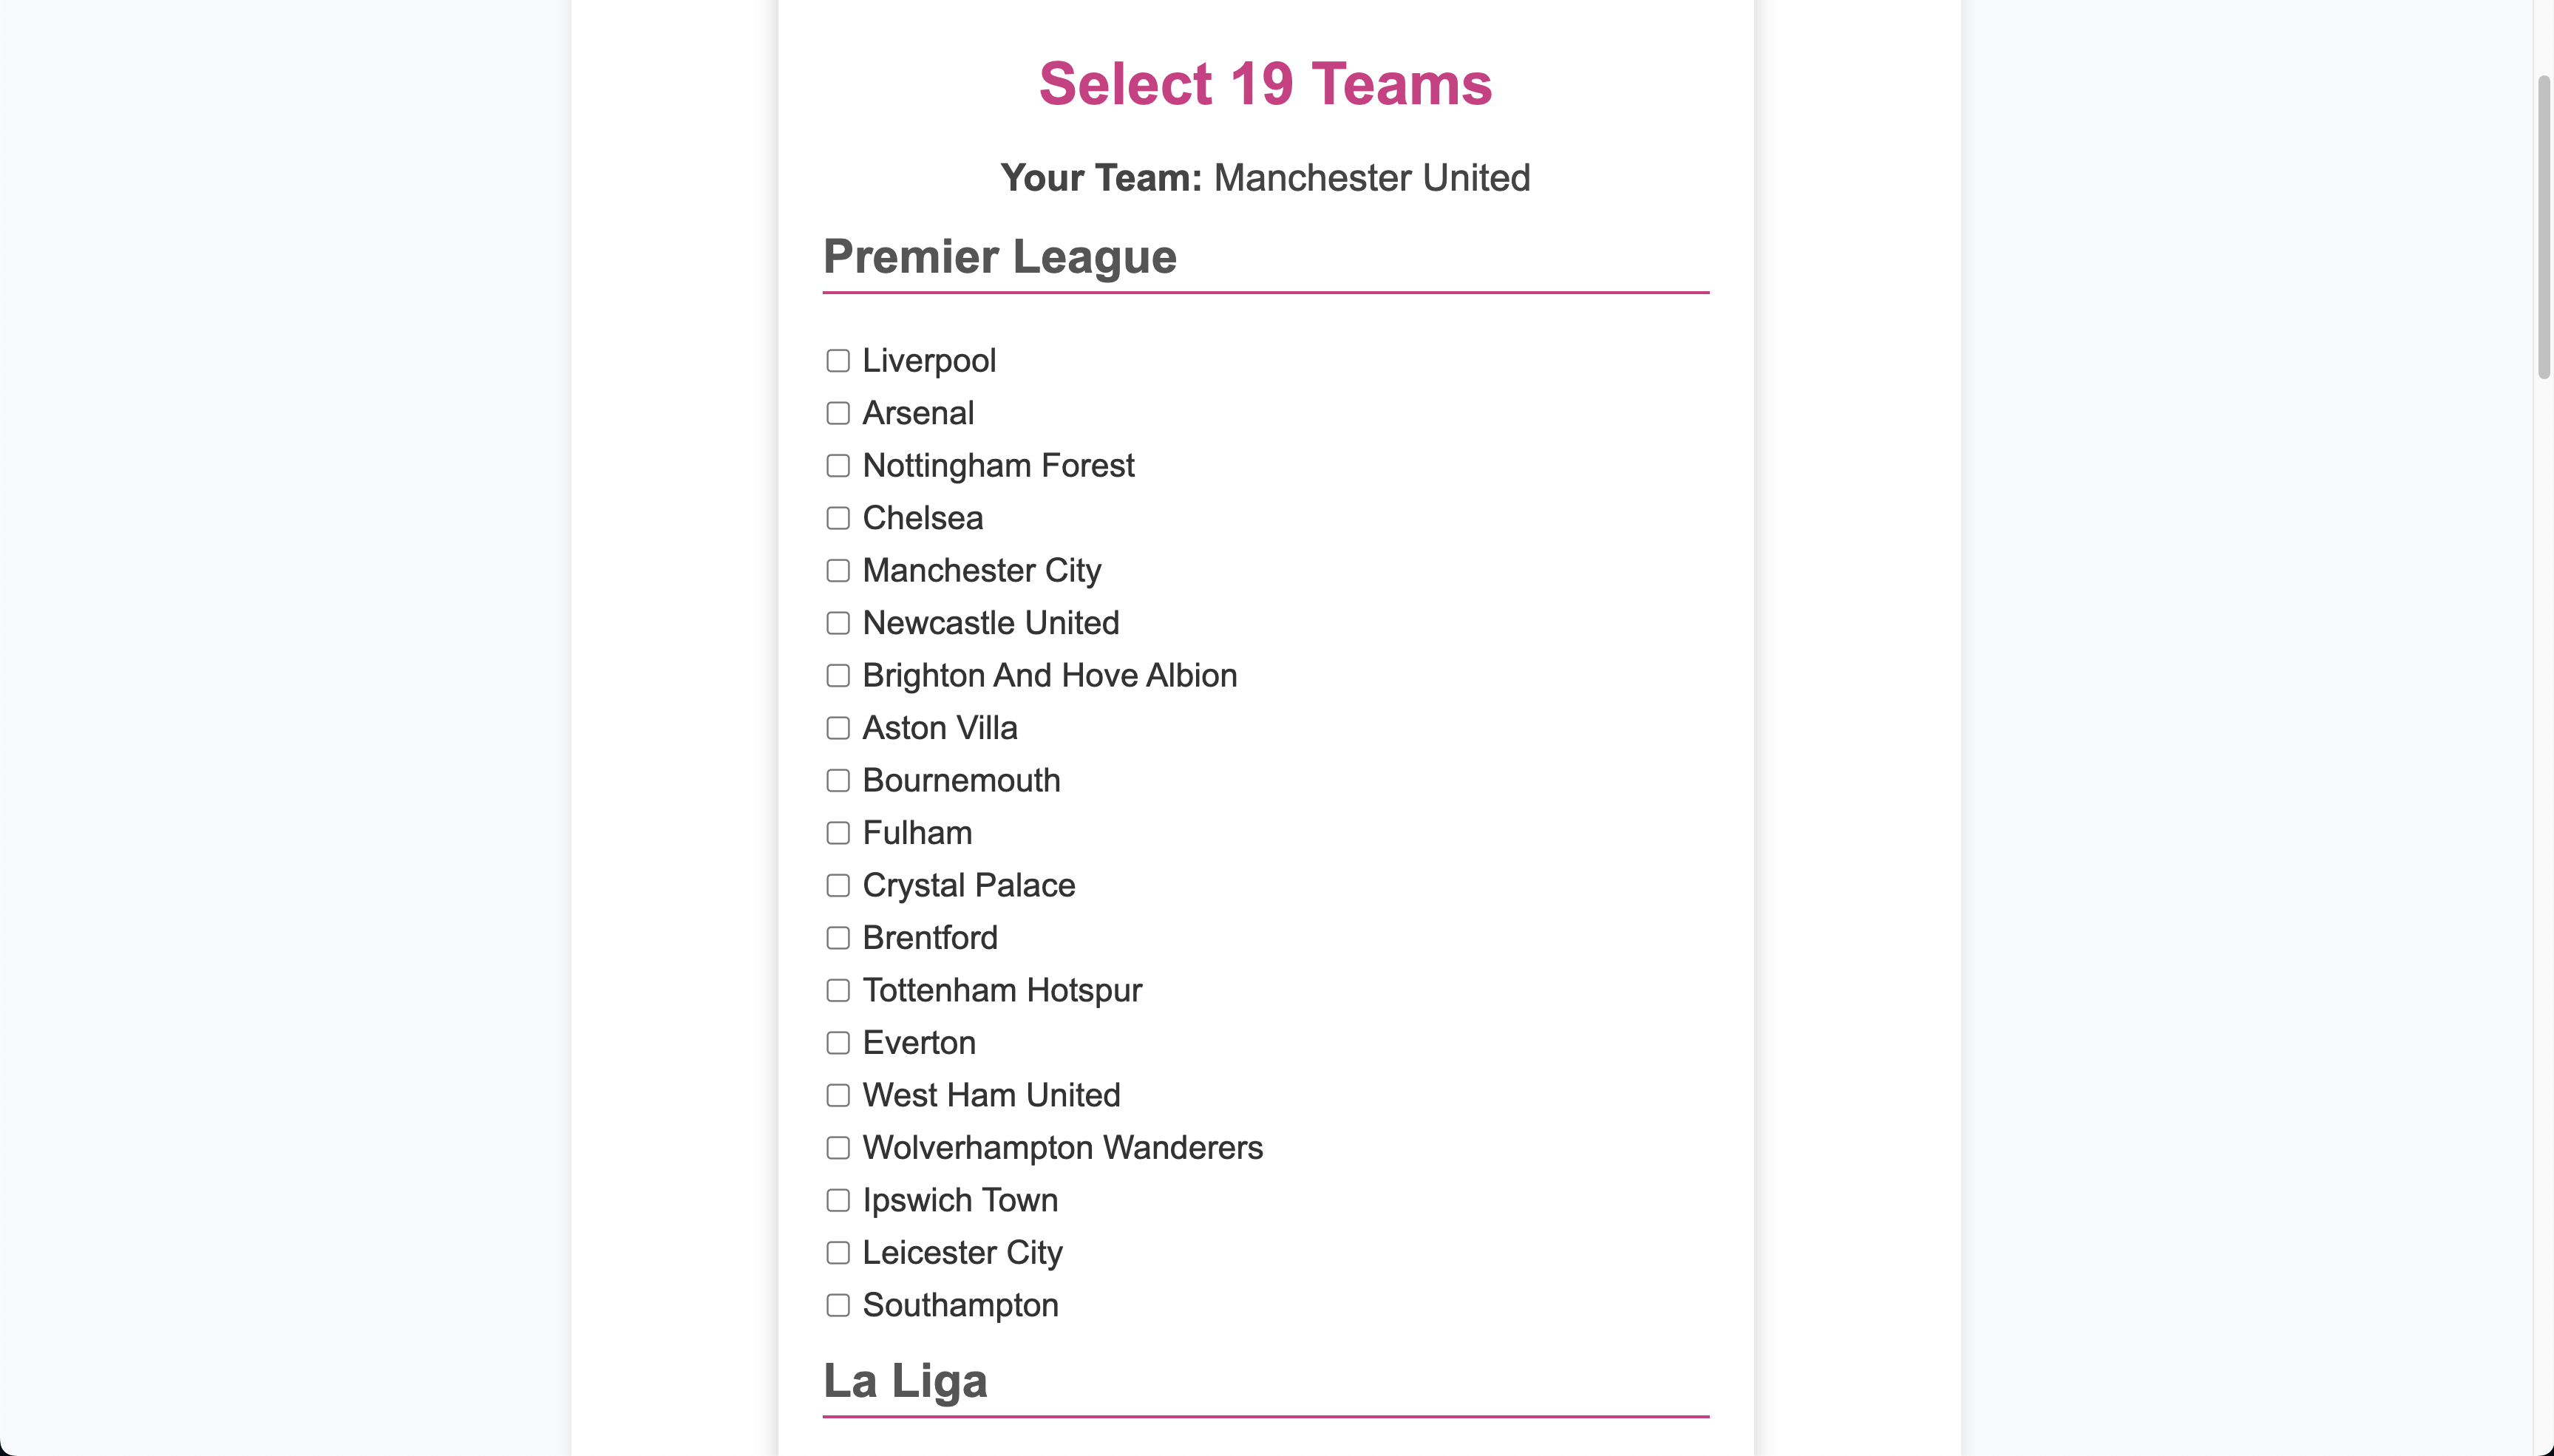 Select 19 Teams
Your Team: Manchester United
Premier League
Liverpool
Arsenal
Nottingham Forest
Chelsea
Manchester City
Newcastle United
Brighton And Hove Albion
Aston Villa
Bournemouth
Fulham
Crystal Palace
Brentford
Tottenham Hotspur
Everton
West Ham United
Wolverhampton Wanderers
Ipswich Town
Leicester City
Southampton
La Liga